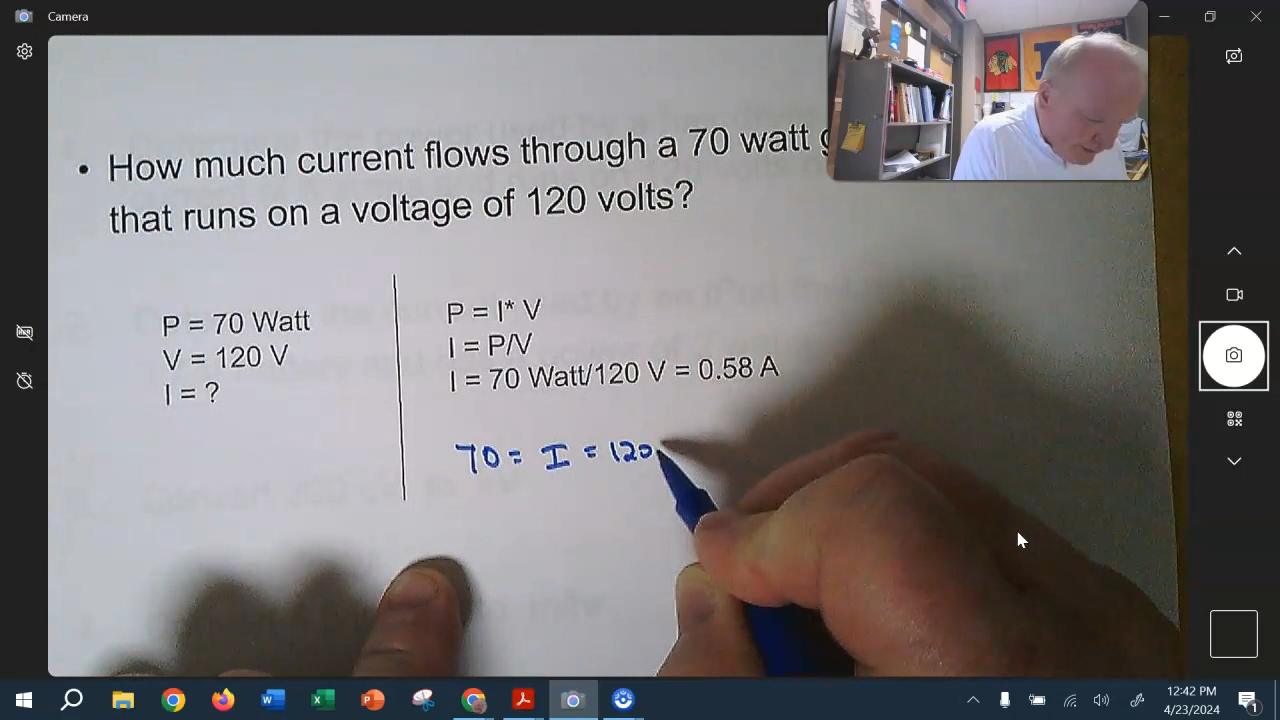 Camera
• How much current flows through a 70 watt
that runs on a voltage of 120 volts?
P = 70 Watt
V = 120 V
I = ?
P = I* V
I = P/V
I = 70 Watt/120 V = 0.58 A
70 = I = 120
12:42 PM
4/23/2024
1